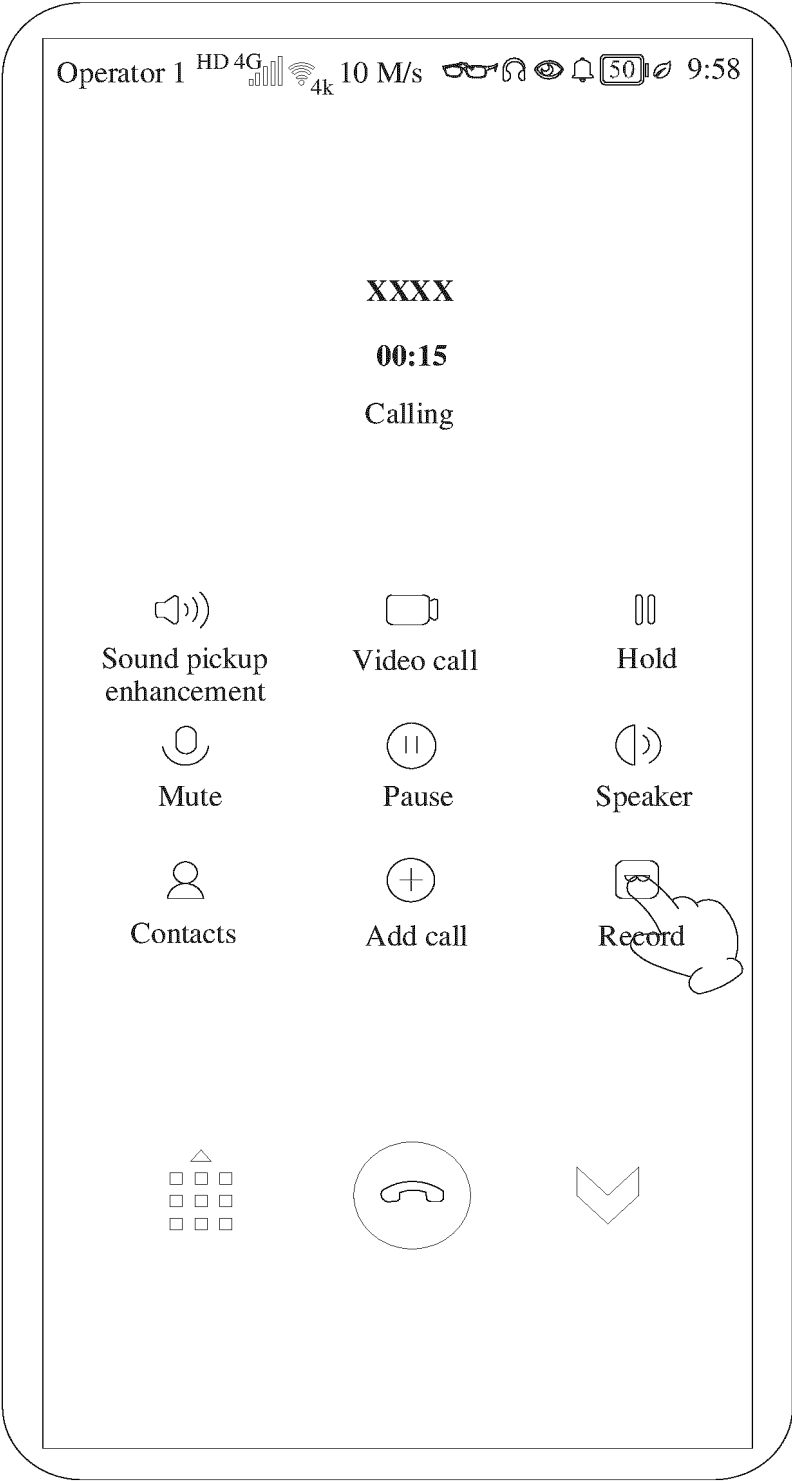 Operator 1 HD 4G 4k 10 M/s 50 9:58
XXXX
00:15
Calling
Sound pickup enhancement
Video call
Hold
Mute
Pause
Speaker
Contacts
Add call
Record